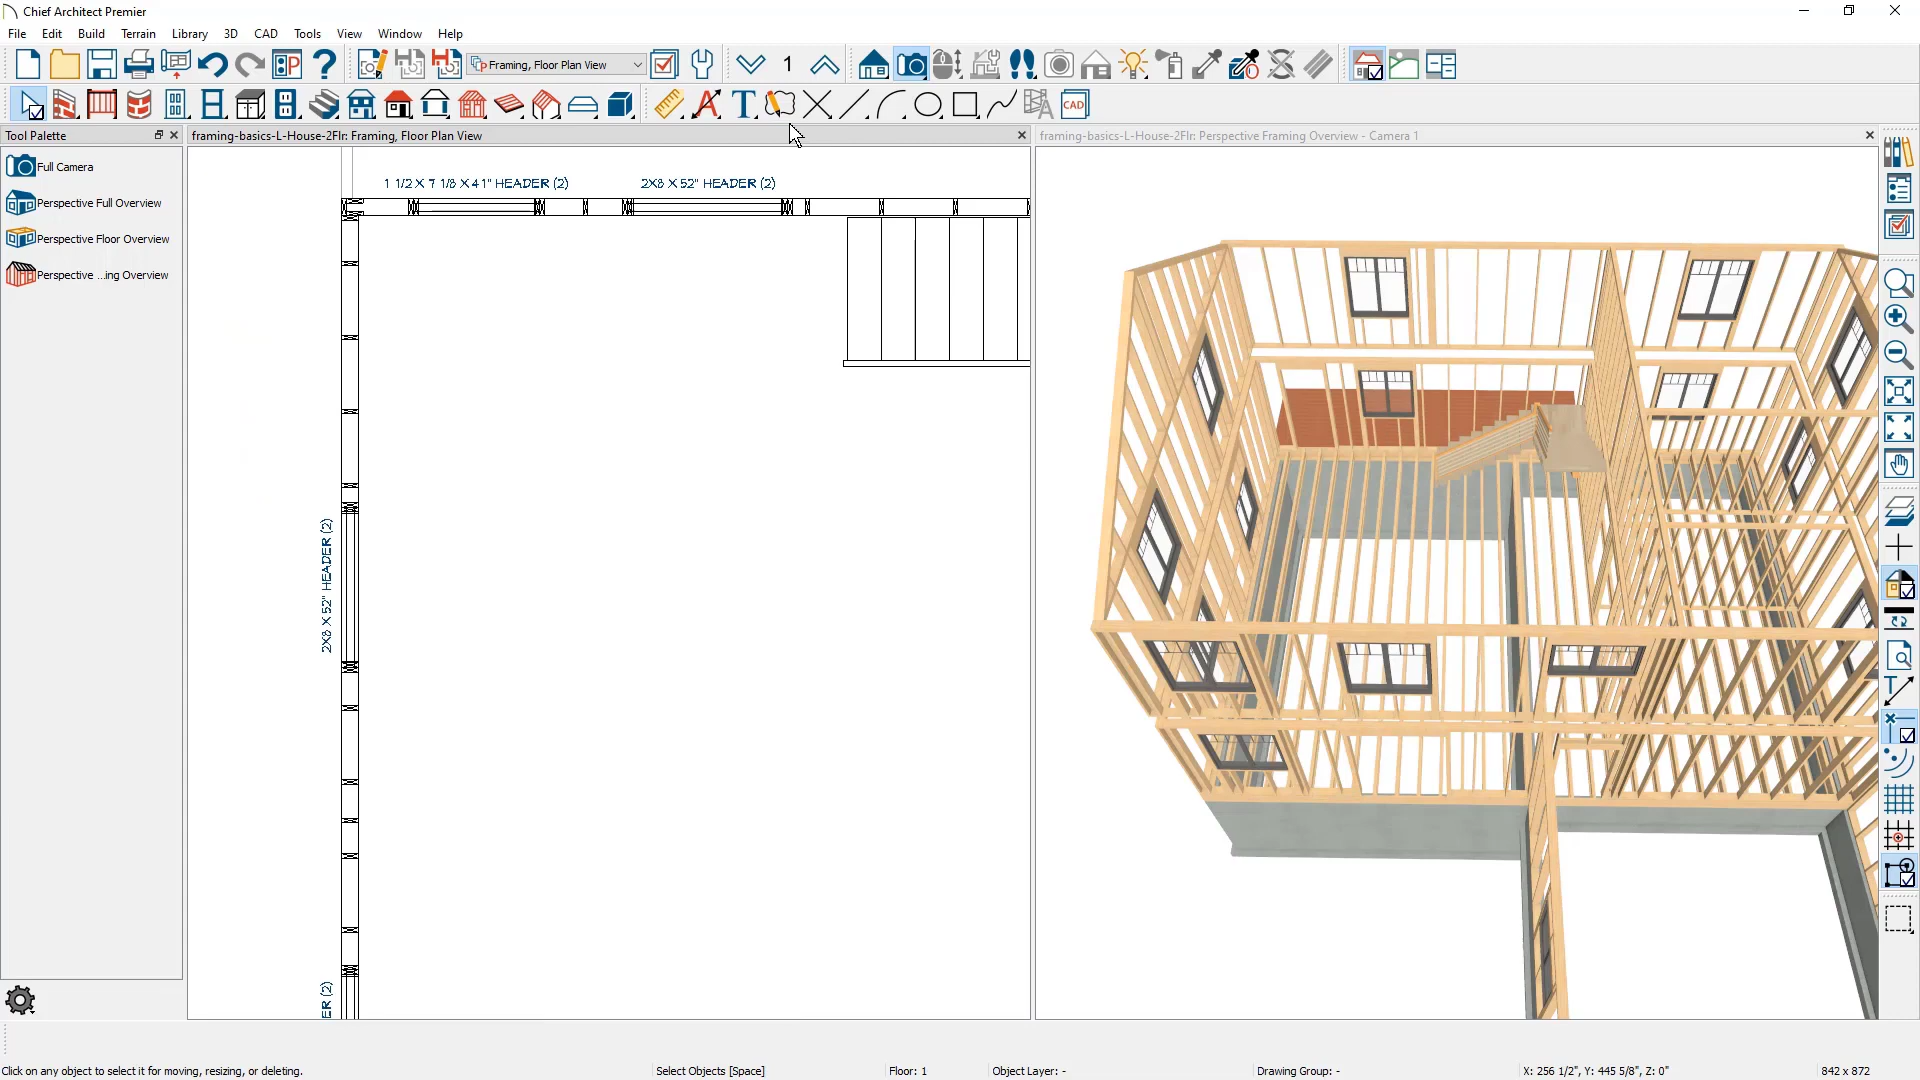 Chief Architect Premier
File Edit Build Terrain Library 3D CAD Tools View Window Help
Framing, Floor Plan View
1
CAD
Tool Palette
framing-basics-L-House-2Flr: Framing, Floor Plan View
framing-basics-L-House-2Flr: Perspective Framing Overview - Camera 1
Full Camera
Perspective Full Overview
Perspective Floor Overview
Perspective ...ing Overview
1 1/2 X 7 1/8 X 41" HEADER (2)
2X8 X 52" HEADER (2)
2X8 X 52" HEADER (2)
ER (2)
Click on any object to select it for moving, resizing, or deleting.
Select Objects [Space]
Floor: 1
Object Layer: -
Drawing Group: -
X: 256 1/2", Y: 445 5/8", Z: 0"
842 x 872